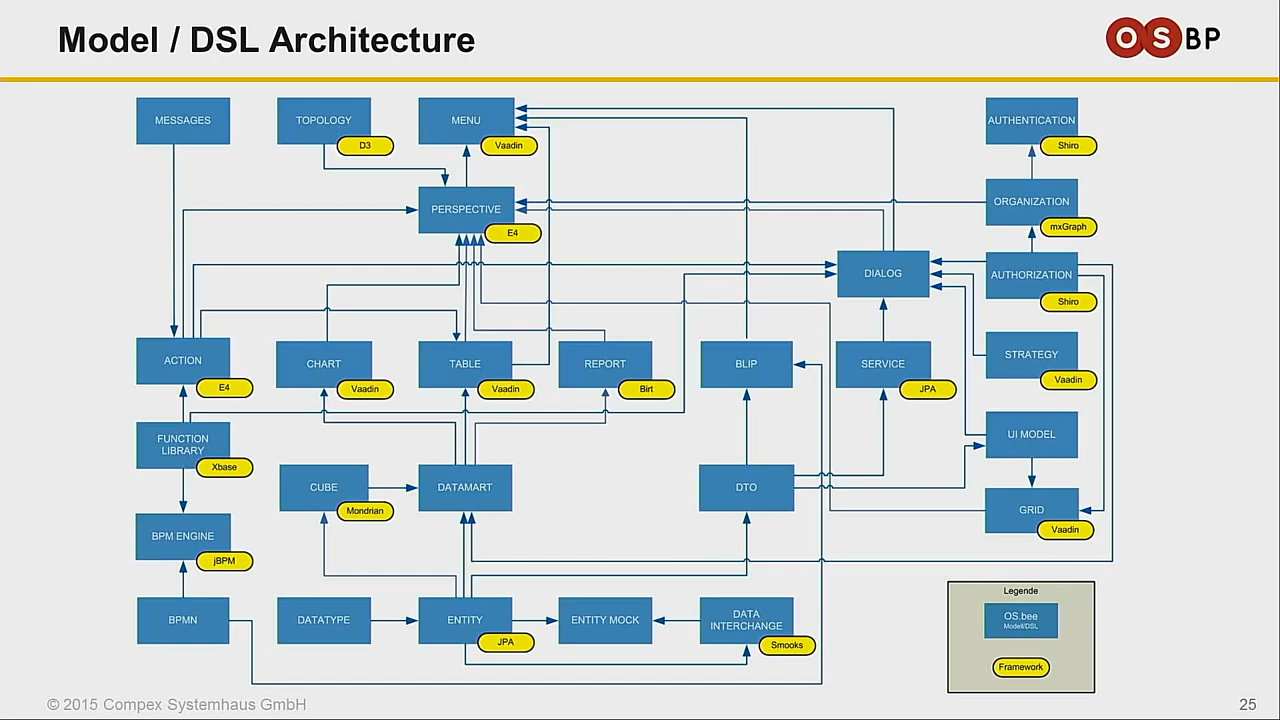 Model / DSL Architecture
OS BP
MESSAGES
TOPOLOGY
D3
MENU
Vaadin
AUTHENTICATION
Shiro
PERSPECTIVE
E4
ORGANIZATION
mxGraph
DIALOG
AUTHORIZATION
Shiro
ACTION
E4
CHART
Vaadin
TABLE
Vaadin
REPORT
Birt
BLIP
SERVICE
JPA
STRATEGY
Vaadin
FUNCTION
LIBRARY
Xbase
UI MODEL
CUBE
Mondrian
DATAMART
DTO
GRID
Vaadin
BPM ENGINE
jBPM
BPMN
DATATYPE
ENTITY
JPA
ENTITY MOCK
DATA
INTERCHANGE
Smooks
Legende
OS.bee
Modell/DSL
Framework
© 2015 Compex Systemhaus GmbH
25